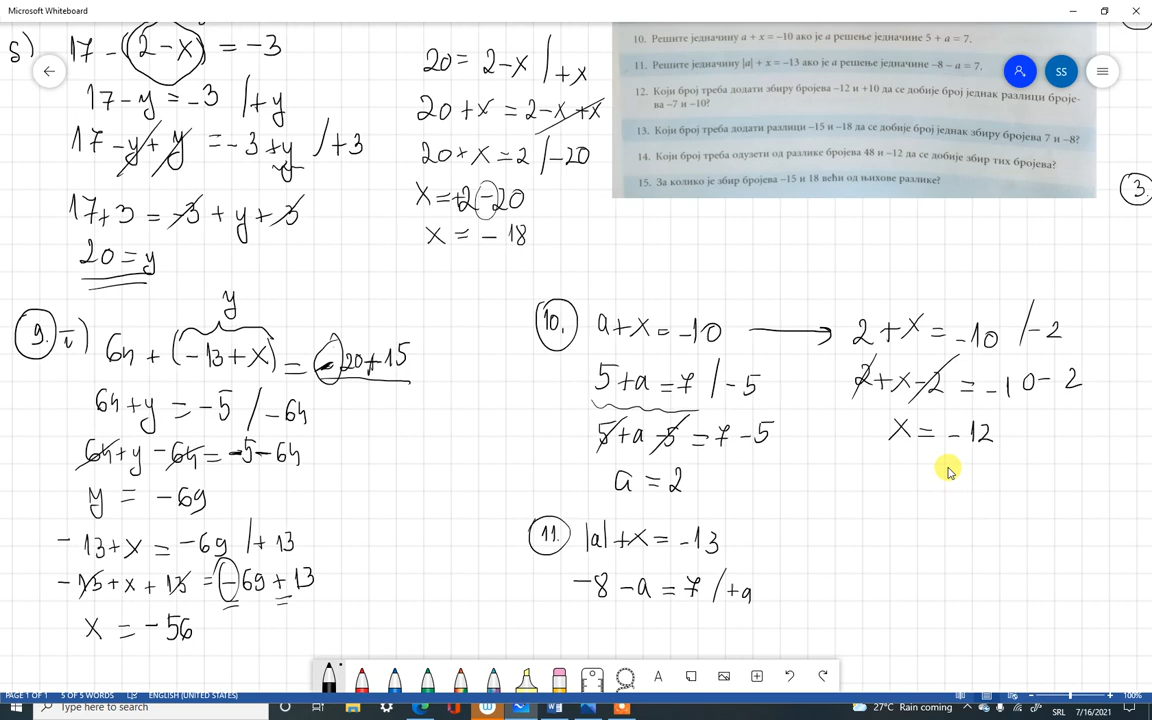 Microsoft Whiteboard
17 - (2 - x) = -3
17 - y = -3 / +y
17 - y + y = -3 + y / +3
17 + 3 = -3 + y + 3
20 = y
20 = 2 - x / +x
20 + x = 2 - x + x
20 + x = 2 / -20
x = +2 - 20
x = -18
10. Решите једначину a + x = −10 ако је a решење једначине 5 + a = 7.
11. Решите једначину |a| + x = −13 ако је a решење једначине −8 − a = 7.
12. Који број треба додати збиру бројева −12 и +10 да се добије број једнак разлици броје-
ва −7 и −10?
13. Који број треба додати разлици −15 и −18 да се добије број једнак збиру бројева 7 и −8?
14. Који број треба одузети од разлике бројева 48 и −12 да се добије збир тих бројева?
15. За колико је збир бројева −15 и 18 већи од њихове разлике?
SS
3.
y
9. i) 64 + (-13 + x) = -20 + 15
64 + y = -5 / -64
64 + y - 64 = -5 - 64
y = -69
-13 + x = -69 / +13
-13 + x + 13 = -69 + 13
x = -56
10. a + x = -10 → 2 + x = -10 / -2
5 + a = 7 / -5
5 + a - 5 = 7 - 5
a = 2
2 + x - 2 = -10 - 2
x = -12
11. |a| + x = -13
-8 - a = 7 / +a
A
PAGE 1 OF 1 5 OF 5 WORDS ENGLISH (UNITED STATES) 100%
Type here to search
27°C Rain coming
SRL
7/16/2021